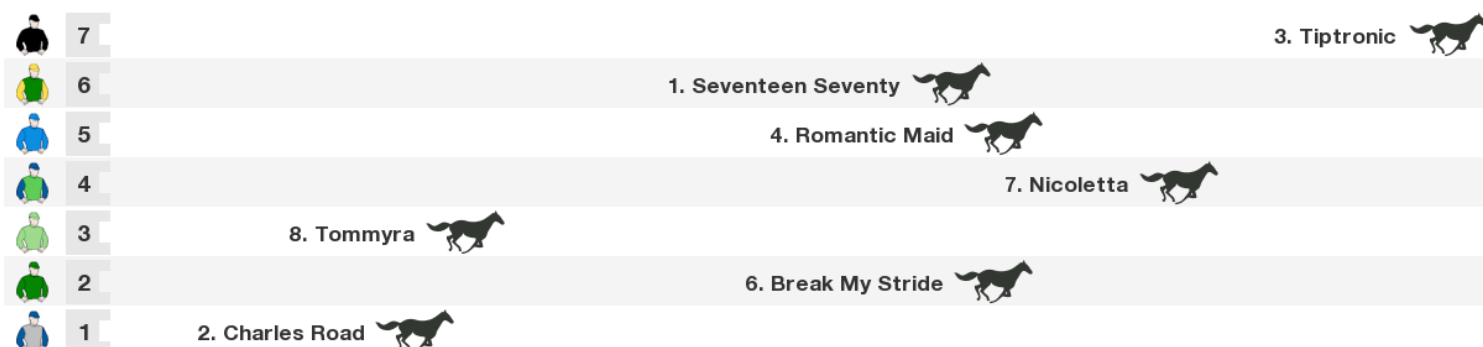 7 3. Tiptronic
6 1. Seventeen Seventy
5 4. Romantic Maid
4 7. Nicoletta
3 8. Tommyra
2 6. Break My Stride
1 2. Charles Road